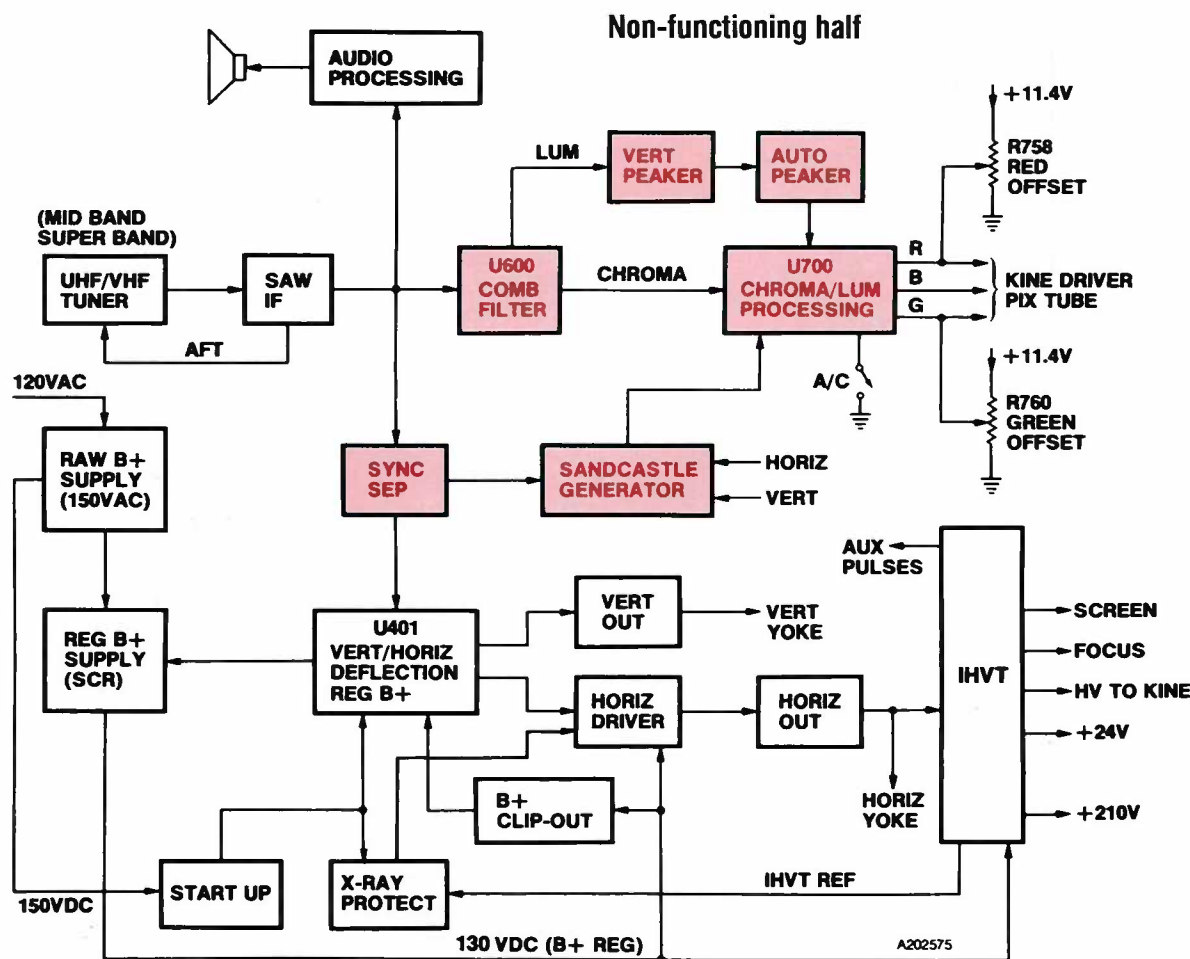 Non-functioning half
AUDIO
PROCESSING
+11.4V
R758
RED
OFFSET
LUM
VERT
PEAKER
AUTO
PEAKER
(MID BAND
SUPER BAND)
UHF/VHF
TUNER
SAW
IF
AFT
U600
COMB
FILTER
CHROMA
U700
CHROMA/LUM
PROCESSING
R
B
G
KINE DRIVER
PIX TUBE
A/C
+11.4V
R760
GREEN
OFFSET
120VAC
RAW B+
SUPPLY
(150VAC)
SYNC
SEP
SANDCASTLE
GENERATOR
HORIZ
VERT
REG B+
SUPPLY
(SCR)
U401
VERT/HORIZ
DEFLECTION
REG B+
VERT
OUT
VERT
YOKE
HORIZ
DRIVER
HORIZ
OUT
HORIZ
YOKE
AUX
PULSES
IHVT
SCREEN
FOCUS
HV TO KINE
+24V
+210V
B+
CLIP-OUT
START UP
X-RAY
PROTECT
IHVT REF
150VDC
130 VDC (B+ REG)
A202575